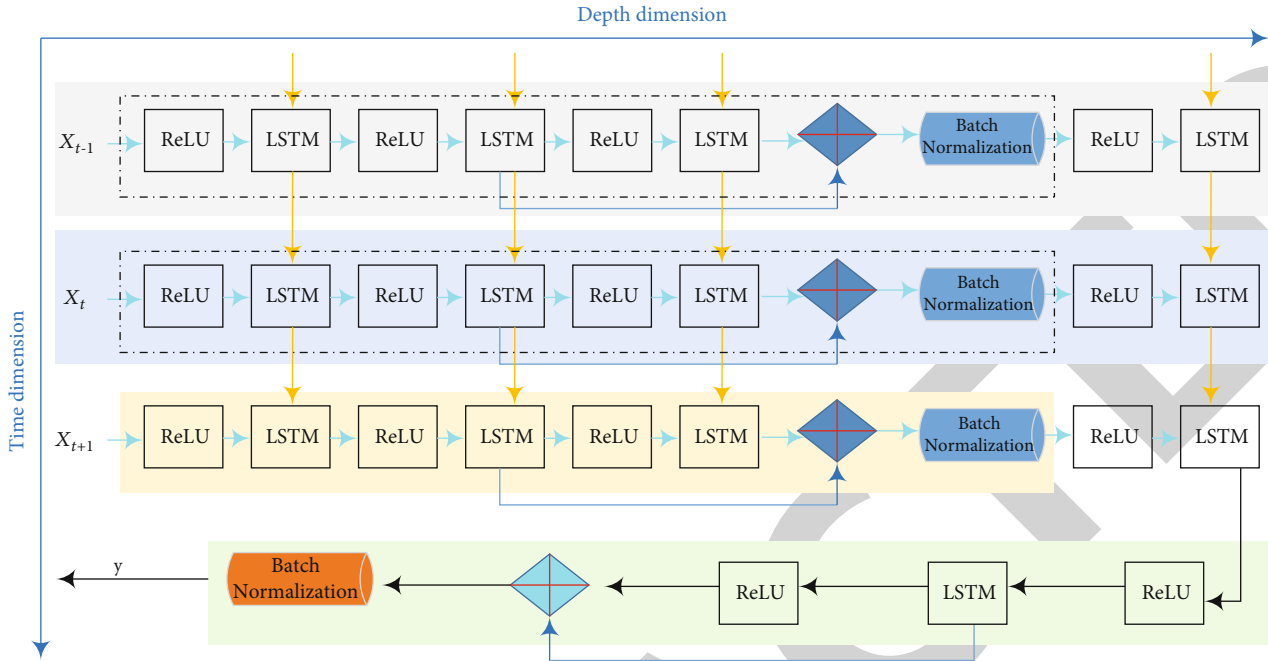 Depth dimension
Time dimension
X_{t-1} ReLU LSTM ReLU LSTM ReLU LSTM Batch Normalization ReLU LSTM
X_t ReLU LSTM ReLU LSTM ReLU LSTM Batch Normalization ReLU LSTM
X_{t+1} ReLU LSTM ReLU LSTM ReLU LSTM Batch Normalization ReLU LSTM
y Batch Normalization ReLU LSTM ReLU